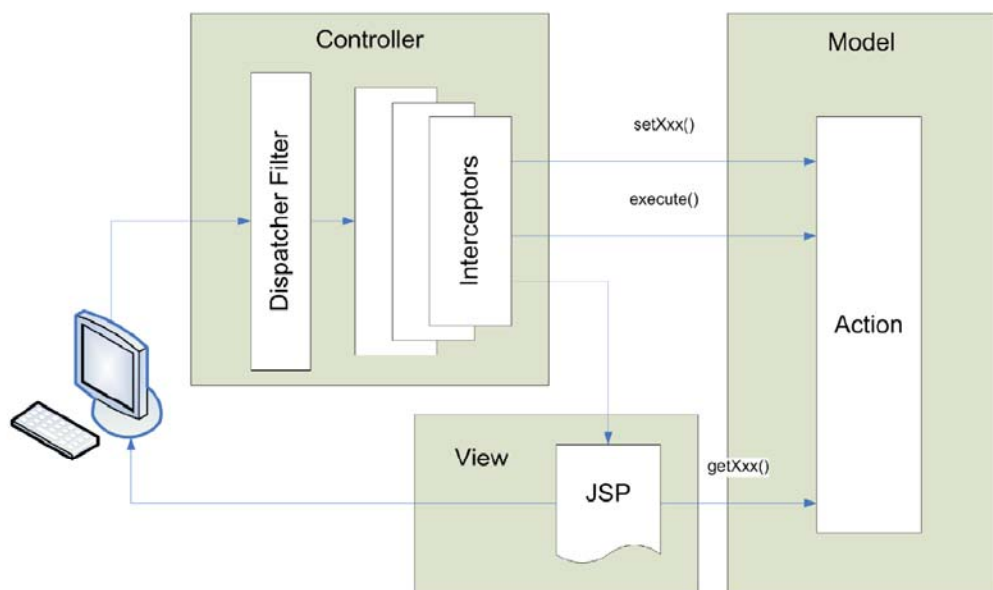 Controller
Model
Dispatcher Filter
Interceptors
setXxx()
execute()
Action
View
JSP
getXxx()